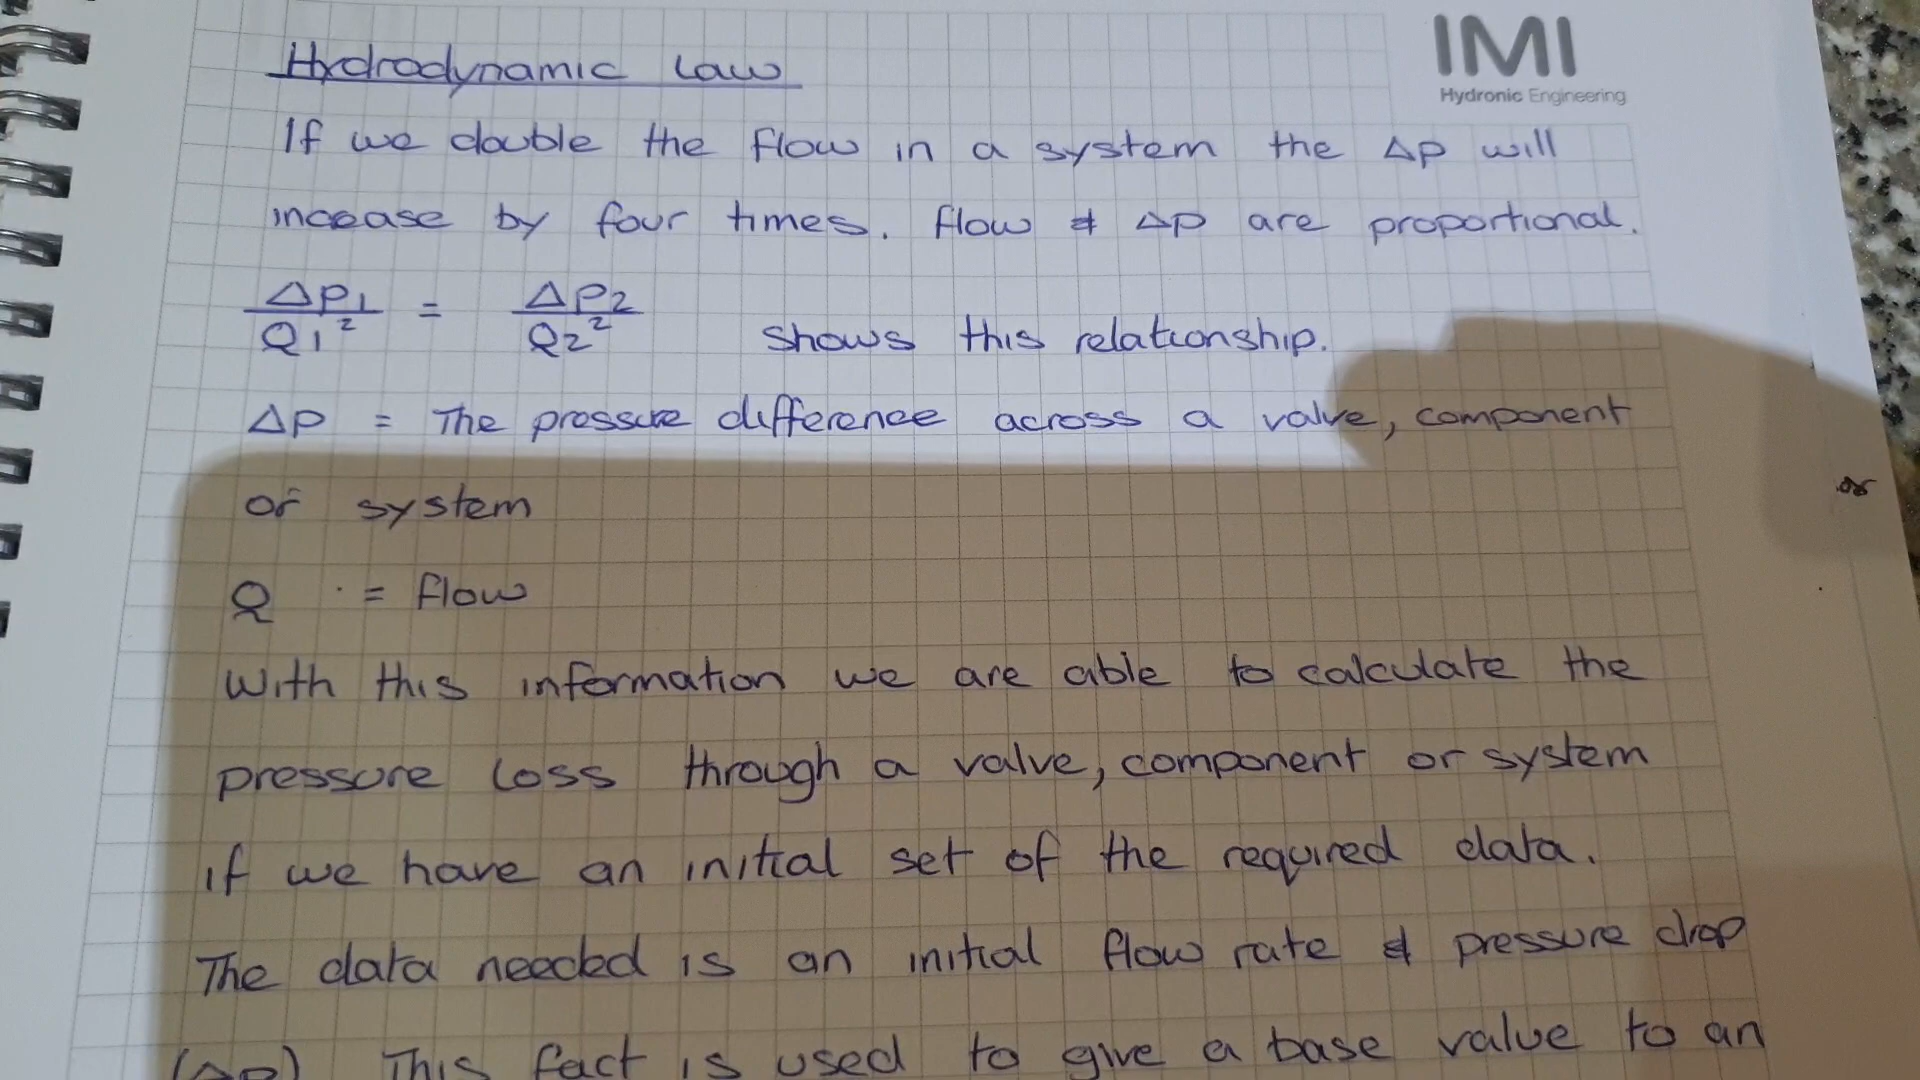 Hydrodynamic Law
IMI
Hydronic Engineering
If we double the flow in a system the Δp will
incease by four times. flow & Δp are proportional.
Δp1 / Q1² = Δp2 / Q2² shows this relationship.
Δp = The pressure difference across a valve, component
or system
Q = flow
With this information we are able to calculate the
pressure loss through a valve, component or system
if we have an initial set of the required data.
The data needed is an initial flow rate & pressure drop
(Δp) This fact is used to give a base value to an
or